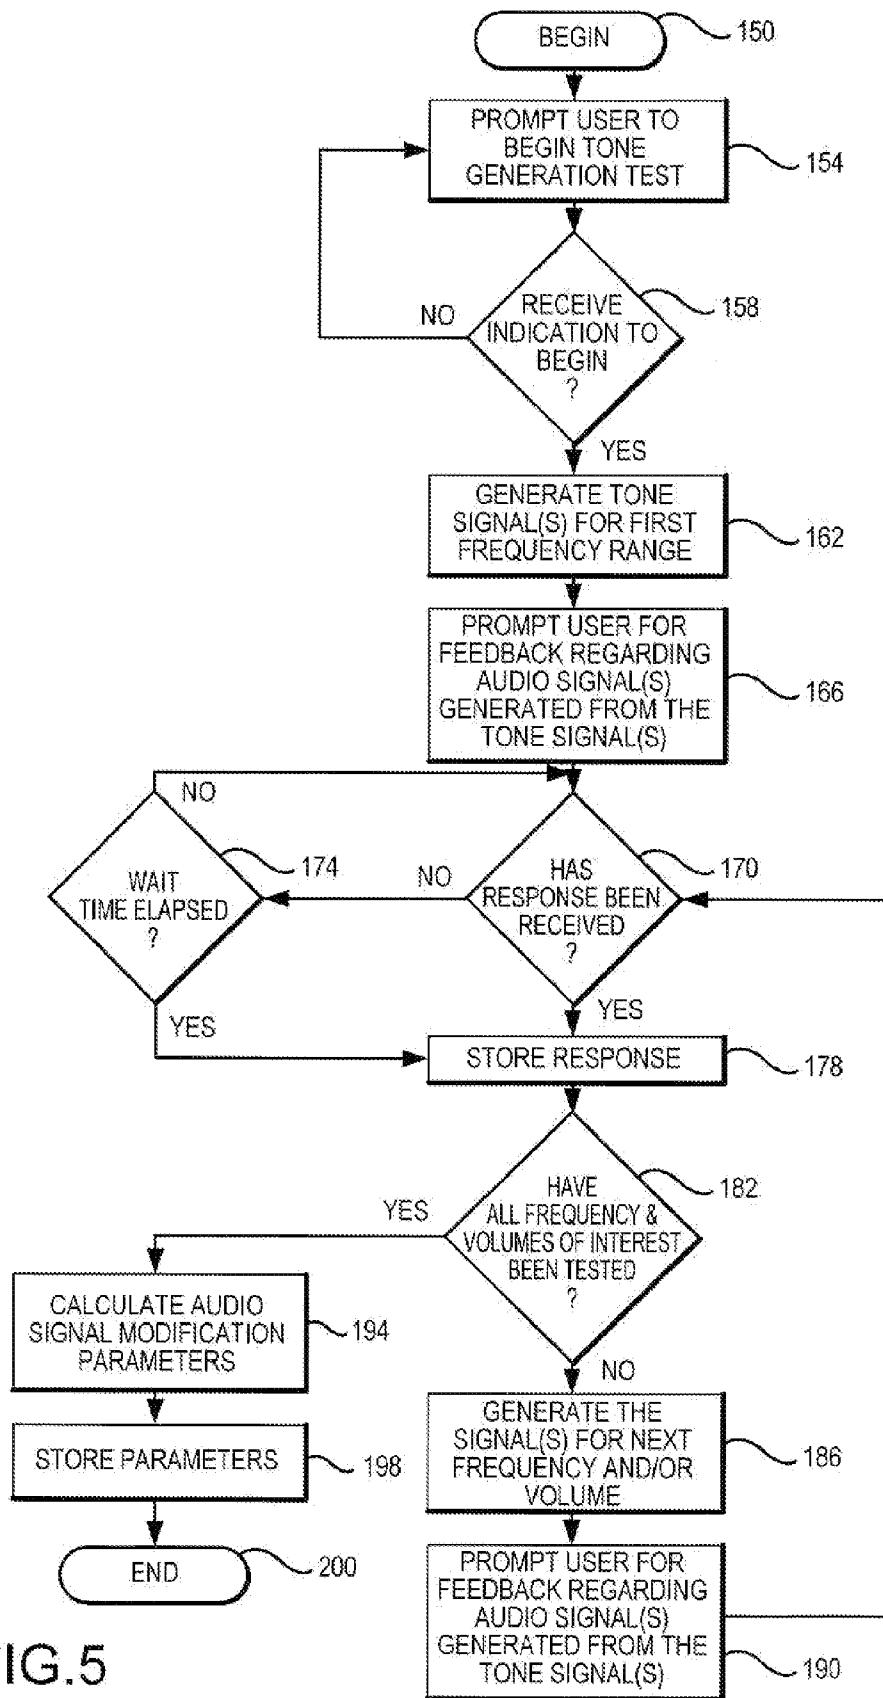 BEGIN
150
PROMPT USER TO
BEGIN TONE
GENERATION TEST
154
RECEIVE
INDICATION TO
BEGIN
?
158
NO
YES
GENERATE TONE
SIGNAL(S) FOR FIRST
FREQUENCY RANGE
162
PROMPT USER FOR
FEEDBACK REGARDING
AUDIO SIGNAL(S)
GENERATED FROM THE
TONE SIGNAL(S)
166
NO
WAIT
TIME ELAPSED
?
174
NO
HAS
RESPONSE BEEN
RECEIVED
?
170
YES
YES
STORE RESPONSE
178
HAVE
ALL FREQUENCY &
VOLUMES OF INTEREST
BEEN TESTED
?
182
YES
CALCULATE AUDIO
SIGNAL MODIFICATION
PARAMETERS
194
NO
GENERATE THE
SIGNAL(S) FOR NEXT
FREQUENCY AND/OR
VOLUME
186
STORE PARAMETERS
198
END
200
PROMPT USER FOR
FEEDBACK REGARDING
AUDIO SIGNAL(S)
GENERATED FROM THE
TONE SIGNAL(S)
190
IG.5